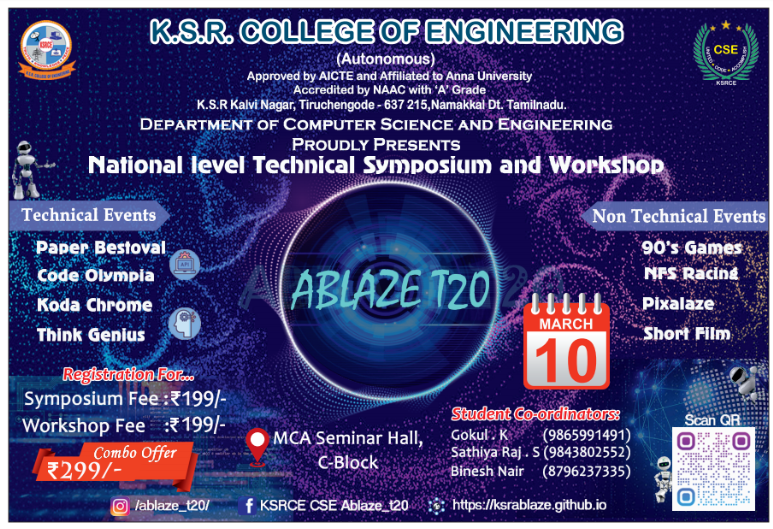 K.S.R. COLLEGE OF ENGINEERING
(Autonomous)
Approved by AICTE and Affiliated to Anna University
Accredited by NAAC with 'A' Grade
K.S.R Kalvi Nagar, Tiruchengode - 637 215,Namakkal Dt. Tamilnadu.
DEPARTMENT OF COMPUTER SCIENCE AND ENGINEERING
PROUDLY PRESENTS
National level Technical Symposium and Workshop
KSRCE
CSE
KSRCE
Technical Events
Paper Bestoval
Code Olympia
Koda Chrome
Think Genius
ABLAZE T20
Non Technical Events
90's Games
NFS Racing
Pixalaze
Short Film
MARCH
10
Registration For...
Symposium Fee :₹199/-
Workshop Fee :₹199/-
Combo Offer
₹299/-
MCA Seminar Hall,
C-Block
Student Co-ordinators:
Gokul . K (9865991491)
Sathiya Raj . S (9843802552)
Binesh Nair (8796237335)
Scan QR
/ablaze_t20/
KSRCE CSE Ablaze_t20
https://ksrablaze.github.io